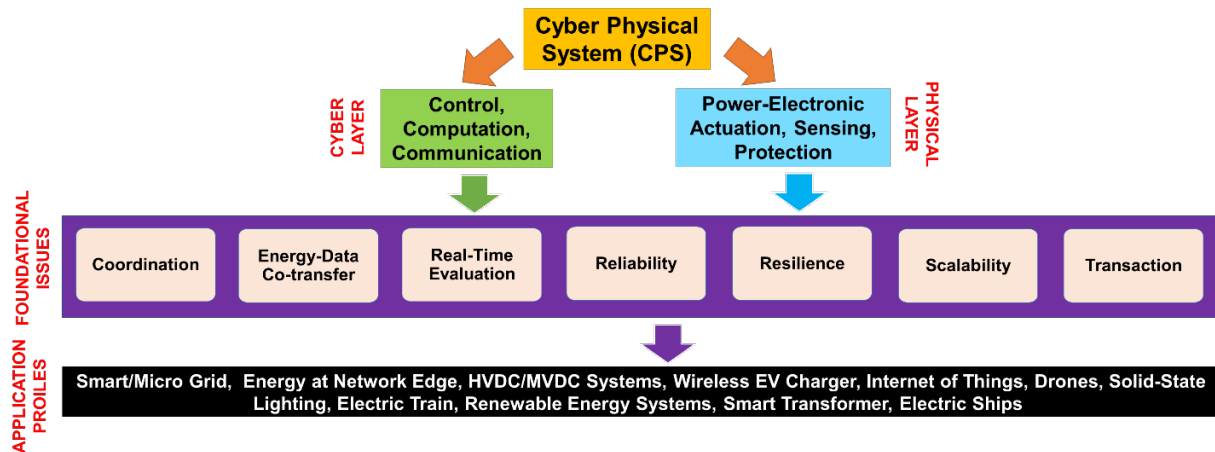 Cyber Physical
System (CPS)
CYBER
LAYER
Control,
Computation,
Communication
Power-Electronic
Actuation, Sensing,
Protection
PHYSICAL
LAYER
FOUNDATIONAL
ISSUES
Coordination
Energy-Data
Co-transfer
Real-Time
Evaluation
Reliability
Resilience
Scalability
Transaction
APPLICATION
PROILES
Smart/Micro Grid, Energy at Network Edge, HVDC/MVDC Systems, Wireless EV Charger, Internet of Things, Drones, Solid-State
Lighting, Electric Train, Renewable Energy Systems, Smart Transformer, Electric Ships